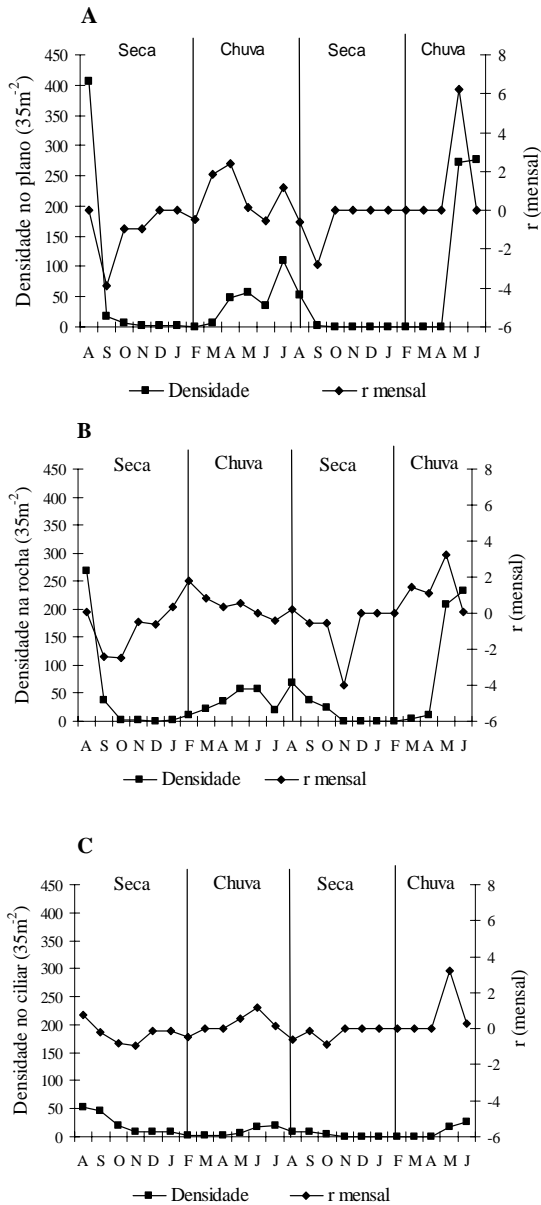 A
Seca Chuva Seca Chuva
Densidade no plano (35m⁻²)
450
400
350
300
250
200
150
100
50
0
8
6
4
2
0
-2
-4
-6
r (mensal)
A S O N D J F M A M J J A S O N D J F M A M J
Densidade r mensal
B
Seca Chuva Seca Chuva
Densidade na rocha (35m⁻²)
450
400
350
300
250
200
150
100
50
0
8
6
4
2
0
-2
-4
-6
r (mensal)
A S O N D J F M A M J J A S O N D J F M A M J
Densidade r mensal
C
Seca Chuva Seca Chuva
Densidade no ciliar (35m⁻²)
450
400
350
300
250
200
150
100
50
0
8
4
0
-4
-6
r (mensal)
A S O N D J F M A M J J A S O N D J F M A M J
Densidade r mensal